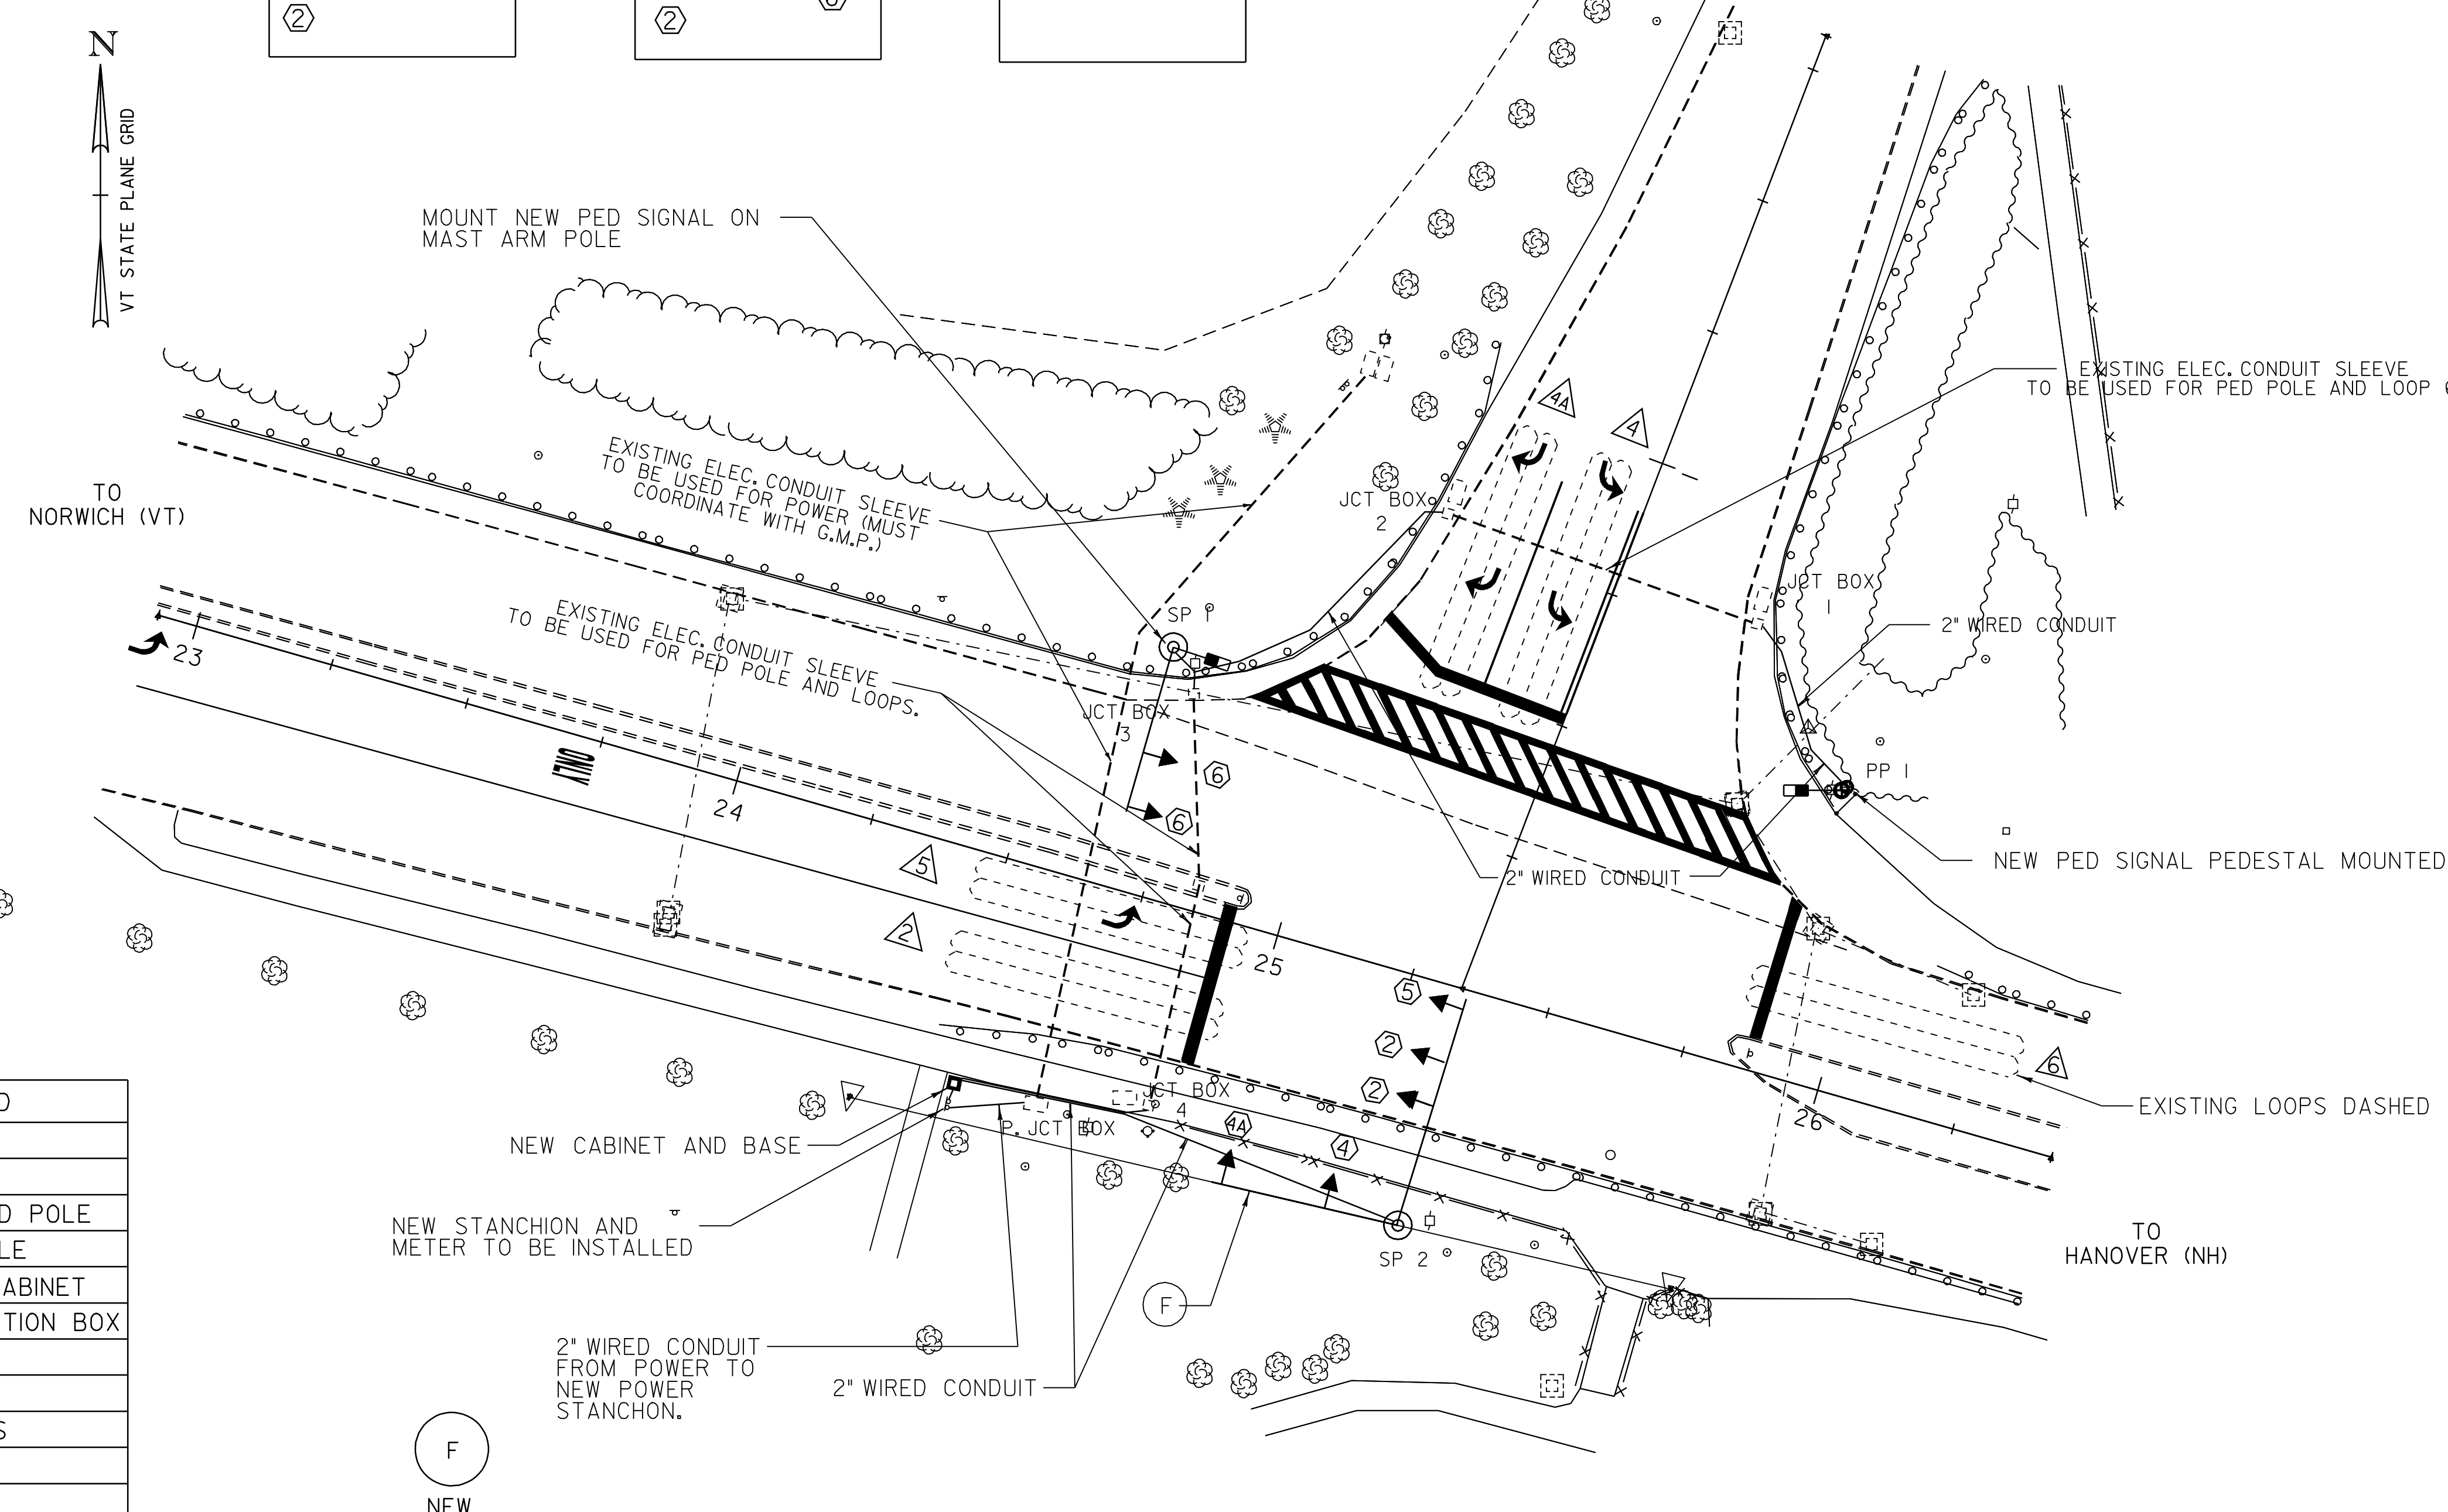 2
2
N
VT STATE PLANE GRID
MOUNT NEW PED SIGNAL ON
MAST ARM POLE
EXISTING ELEC. CONDUIT SLEEVE
TO BE USED FOR PED POLE AND LOOP
4A
4
EXISTING ELEC. CONDUIT SLEEVE
TO BE USED FOR POWER (MUST
COORDINATE WITH G.M.P.)
TO
NORWICH (VT)
JCT BOX
2
JCT BOX
1
SP 1
2" WIRED CONDUIT
EXISTING ELEC. CONDUIT SLEEVE
TO BE USED FOR PED POLE AND LOOPS.
23
JCT BOX
3
6
6
ONLY
24
PP 1
NEW PED SIGNAL PEDESTAL MOUNTED
2" WIRED CONDUIT
5
2
25
5
2
2
6
26
EXISTING LOOPS DASHED
JCT BOX
4
P. JCT BOX
4A
4
NEW CABINET AND BASE
NEW STANCHION AND
METER TO BE INSTALLED
SP 2
TO
HANOVER (NH)
F
2" WIRED CONDUIT
FROM POWER TO
NEW POWER
STANCHON.
2" WIRED CONDUIT
POLE
TION BOX
F
NEW